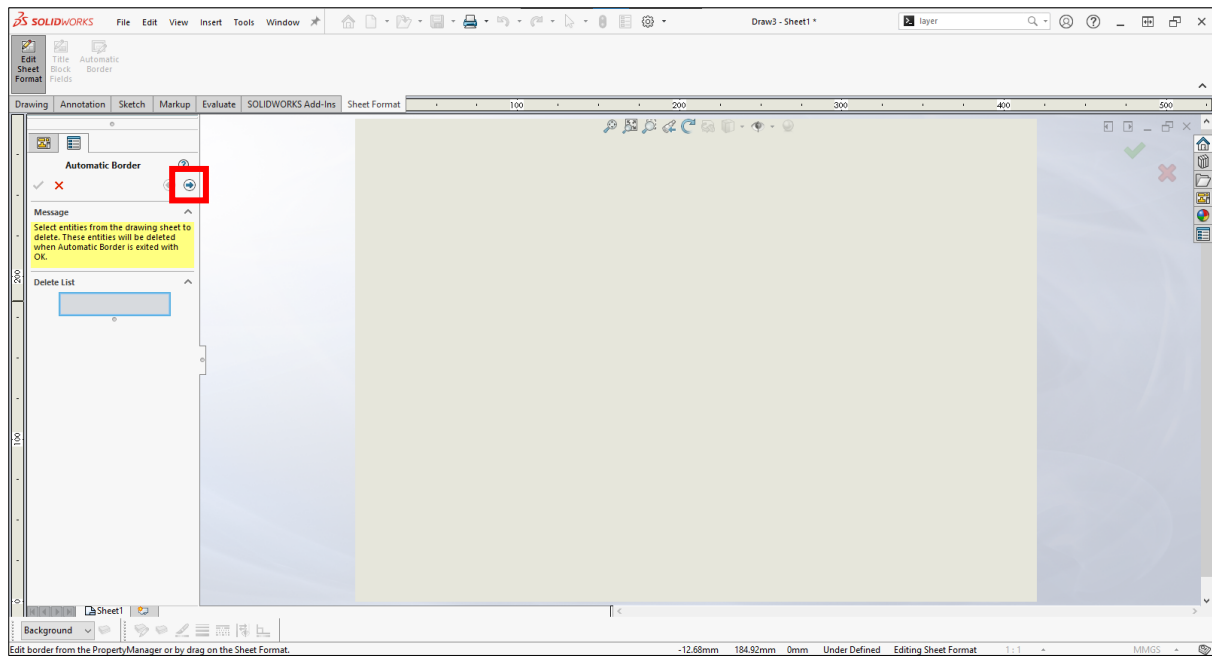 SOLIDWORKS File Edit View Insert Tools Window Draw3 - Sheet1 * layer
Edit Sheet Format
Title Block Fields
Automatic Border
Drawing Annotation Sketch Markup Evaluate SOLIDWORKS Add-Ins Sheet Format 100 200 300 400 500
Automatic Border
Message
Select entities from the drawing sheet to
delete. These entities will be deleted
when Automatic Border is exited with
OK.
200
Delete List
100
0
Sheet1
Background
Edit border from the PropertyManager or by drag on the Sheet Format. -12.68mm 184.92mm 0mm Under Defined Editing Sheet Format 1:1 MMGS